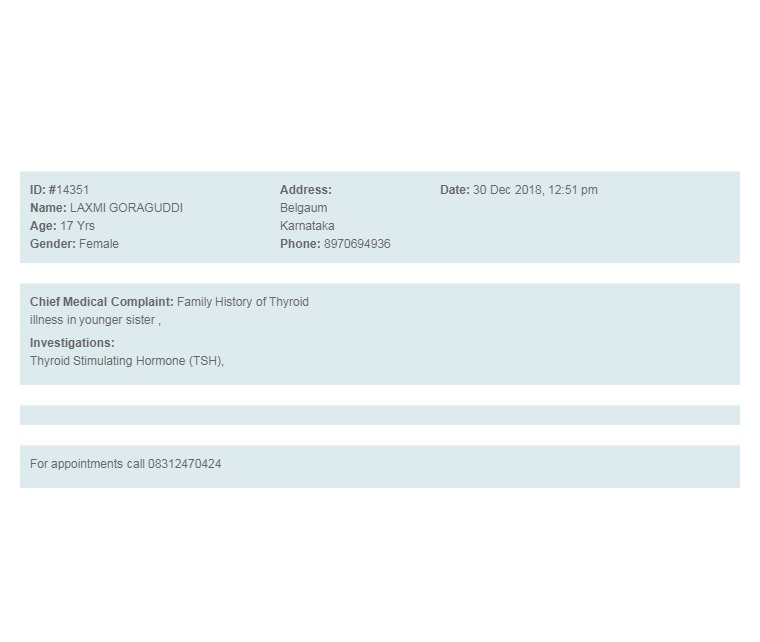 ID: #14351
Name: LAXMI GORAGUDDI
Age: 17 Yrs
Gender: Female
Address:
Belgaum
Karnataka
Phone: 8970694936
Date: 30 Dec 2018, 12:51 pm
Chief Medical Complaint: Family History of Thyroid
illness in younger sister ,
Investigations:
Thyroid Stimulating Hormone (TSH),
For appointments call 08312470424